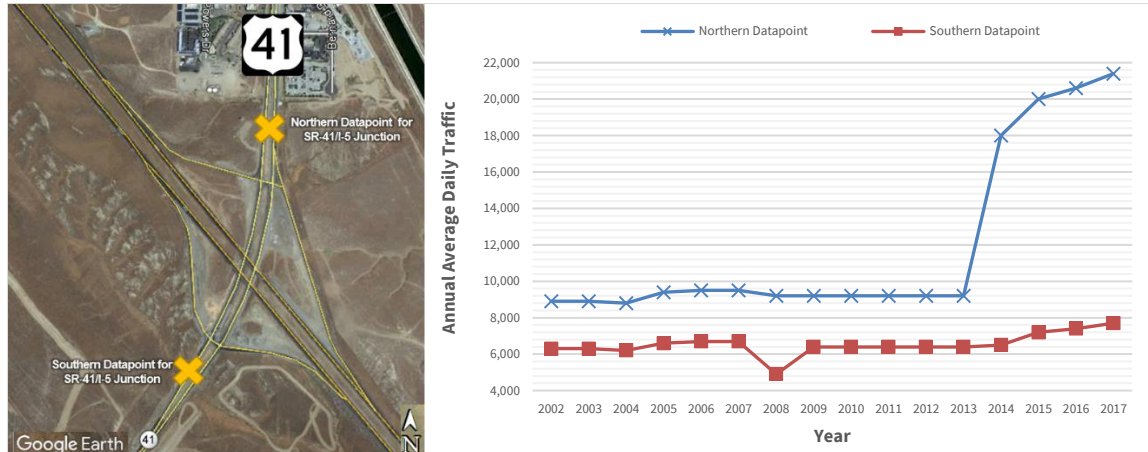 Powers Dr
41
Northern Datapoint for
SR-41/I-5 Junction
Southern Datapoint for
SR-41/I-5 Junction
41
Google Earth
N
Northern Datapoint
Southern Datapoint
Annual Average Daily Traffic
22,000
20,000
18,000
16,000
14,000
12,000
10,000
8,000
6,000
4,000
2002 2003 2004 2005 2006 2007 2008 2009 2010 2011 2012 2013 2014 2015 2016 2017
Year